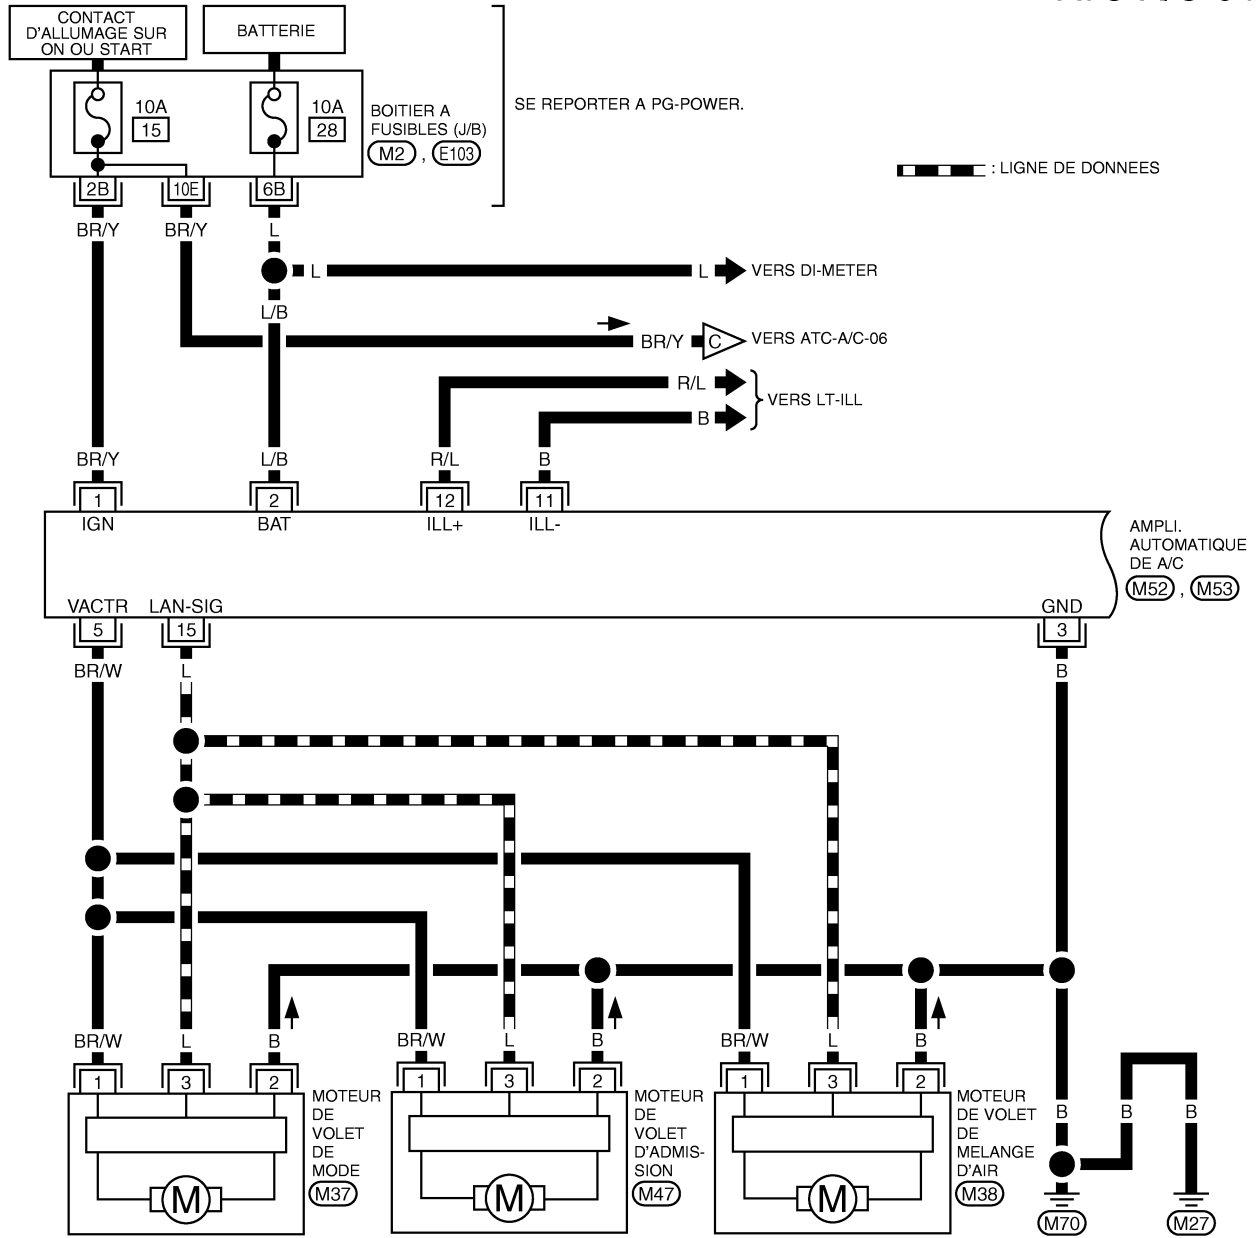 CONTACT
D'ALLUMAGE SUR
ON OU START
BATTERIE
10A
15
10A
28
BOITIER A
FUSIBLES (J/B)
M2 , E103
SE REPORTER A PG-POWER.
: LIGNE DE DONNEES
2B
10E
6B
BR/Y
BR/Y
L
L
L
VERS DI-METER
L/B
BR/Y
C
VERS ATC-A/C-06
R/L
B
VERS LT-ILL
BR/Y
L/B
R/L
B
1
2
12
11
IGN
BAT
ILL+
ILL-
AMPLI.
AUTOMATIQUE
DE A/C
M52 , M53
VACTR
LAN-SIG
GND
5
15
3
BR/W
L
B
BR/W
L
B
BR/W
L
B
BR/W
L
B
1
3
2
1
3
2
1
3
2
MOTEUR
DE
VOLET
DE
MODE
M37
MOTEUR
DE
VOLET
D'ADMIS-
SION
M47
MOTEUR
DE VOLET
DE
MELANGE
D'AIR
M38
M
M
M
B
B
B
M70
M27